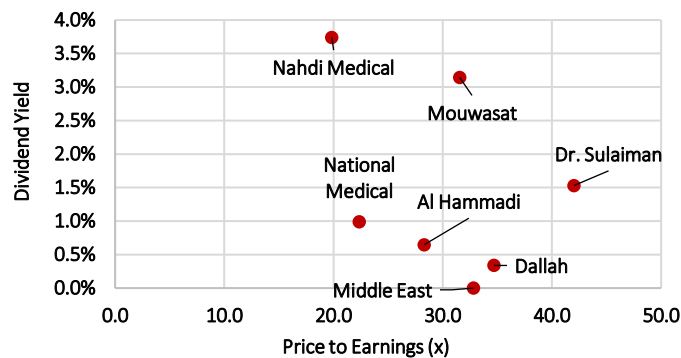 4.0%
3.5%
3.0%
2.5%
2.0%
1.5%
1.0%
0.5%
0.0%
Dividend Yield
Nahdi Medical
Mouwasat
Dr. Sulaiman
National
Medical
Al Hammadi
Dallah
Middle East
0.0
10.0
20.0
30.0
40.0
50.0
Price to Earnings (x)